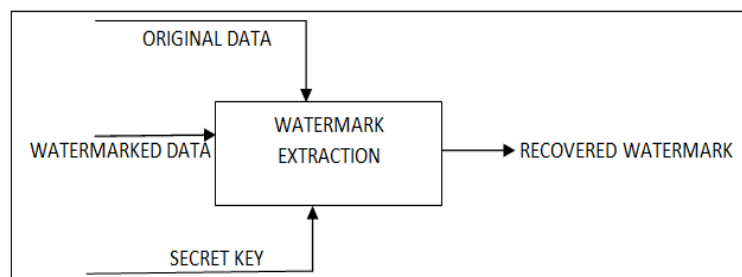 ORIGINAL DATA
WATERMARK
EXTRACTION
WATERMARKED DATA
RECOVERED WATERMARK
SECRET KEY